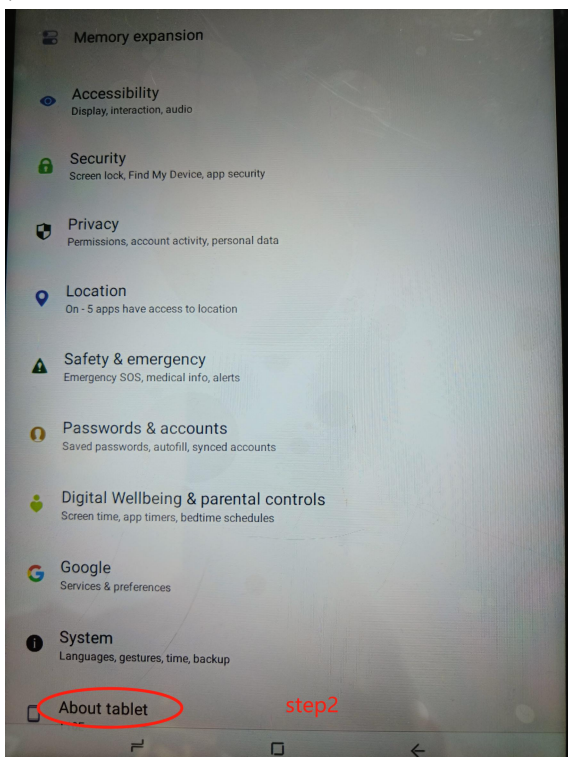 Memory expansion
Accessibility
Display, interaction, audio
Security
Screen lock, Find My Device, app security
Privacy
Permissions, account activity, personal data
Location
On - 5 apps have access to location
Safety & emergency
Emergency SOS, medical info, alerts
Passwords & accounts
Saved passwords, autofill, synced accounts
Digital Wellbeing & parental controls
Screen time, app timers, bedtime schedules
Google
Services & preferences
System
Languages, gestures, time, backup
About tablet
step2